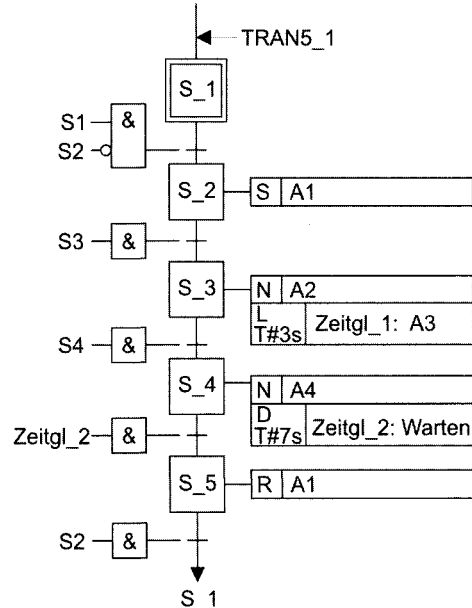 TRAN5_1
S_1
S1 &
S2
S_2 S A1
S3 &
S_3 N A2
L
T#3s Zeitgl_1: A3
S4 &
S_4 N A4
D
T#7s Zeitgl_2: Warten
Zeitgl_2 &
S_5 R A1
S2 &
S_1